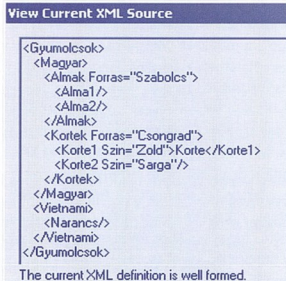 View Current XML Source
<Gyumolcsok>
<Magyar>
<Almak Forras="Szabolcs">
<Alma1/>
<Alma2/>
</Almak>
<Kortek Forras="Csongrad">
<Korte1 Szin="Zold">Korte</Korte1>
<Korte2 Szin="Sarga"/>
</Kortek>
</Magyar>
<Vietnami>
<Narancs/>
</Vietnami>
</Gyumolcsok>
The current XML definition is well formed.